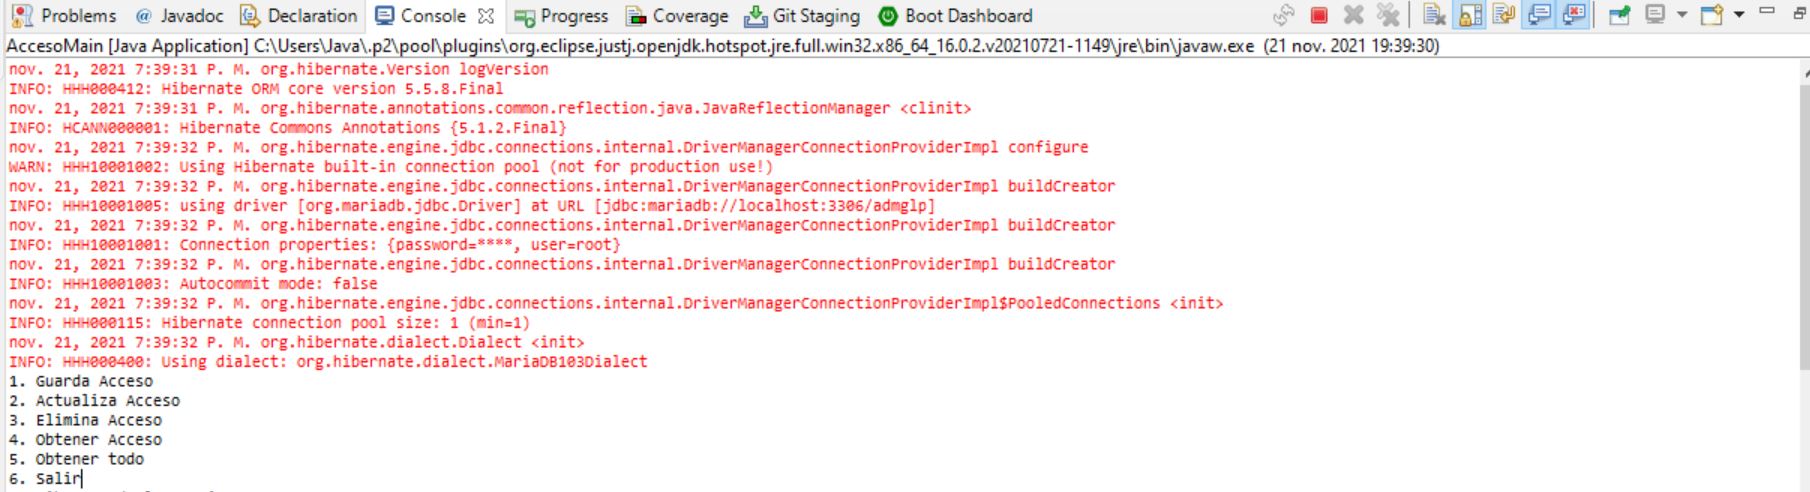 Problems @ Javadoc Declaration Console Progress Coverage Git Staging Boot Dashboard
AccesoMain [Java Application] C:\Users\Java\.p2\pool\plugins\org.eclipse.justj.openjdk.hotspot.jre.full.win32.x86_64_16.0.2.v20210721-1149\jre\bin\javaw.exe (21 nov. 2021 19:39:30)
nov. 21, 2021 7:39:31 P. M. org.hibernate.Version logVersion
INFO: HHH000412: Hibernate ORM core version 5.5.8.Final
nov. 21, 2021 7:39:31 P. M. org.hibernate.annotations.common.reflection.java.JavaReflectionManager <clinit>
INFO: HCANN000001: Hibernate Commons Annotations {5.1.2.Final}
nov. 21, 2021 7:39:32 P. M. org.hibernate.engine.jdbc.connections.internal.DriverManagerConnectionProviderImpl configure
WARN: HHH10001002: Using Hibernate built-in connection pool (not for production use!)
nov. 21, 2021 7:39:32 P. M. org.hibernate.engine.jdbc.connections.internal.DriverManagerConnectionProviderImpl buildCreator
INFO: HHH10001005: using driver [org.mariadb.jdbc.Driver] at URL [jdbc:mariadb://localhost:3306/admglp]
nov. 21, 2021 7:39:32 P. M. org.hibernate.engine.jdbc.connections.internal.DriverManagerConnectionProviderImpl buildCreator
INFO: HHH10001001: Connection properties: {password=****, user=root}
nov. 21, 2021 7:39:32 P. M. org.hibernate.engine.jdbc.connections.internal.DriverManagerConnectionProviderImpl buildCreator
INFO: HHH10001003: Autocommit mode: false
nov. 21, 2021 7:39:32 P. M. org.hibernate.engine.jdbc.connections.internal.DriverManagerConnectionProviderImpl$PooledConnections <init>
INFO: HHH000115: Hibernate connection pool size: 1 (min=1)
nov. 21, 2021 7:39:32 P. M. org.hibernate.dialect.Dialect <init>
INFO: HHH000400: Using dialect: org.hibernate.dialect.MariaDB103Dialect
1. Guarda Acceso
2. Actualiza Acceso
3. Elimina Acceso
4. Obtener Acceso
5. Obtener todo
6. Salir